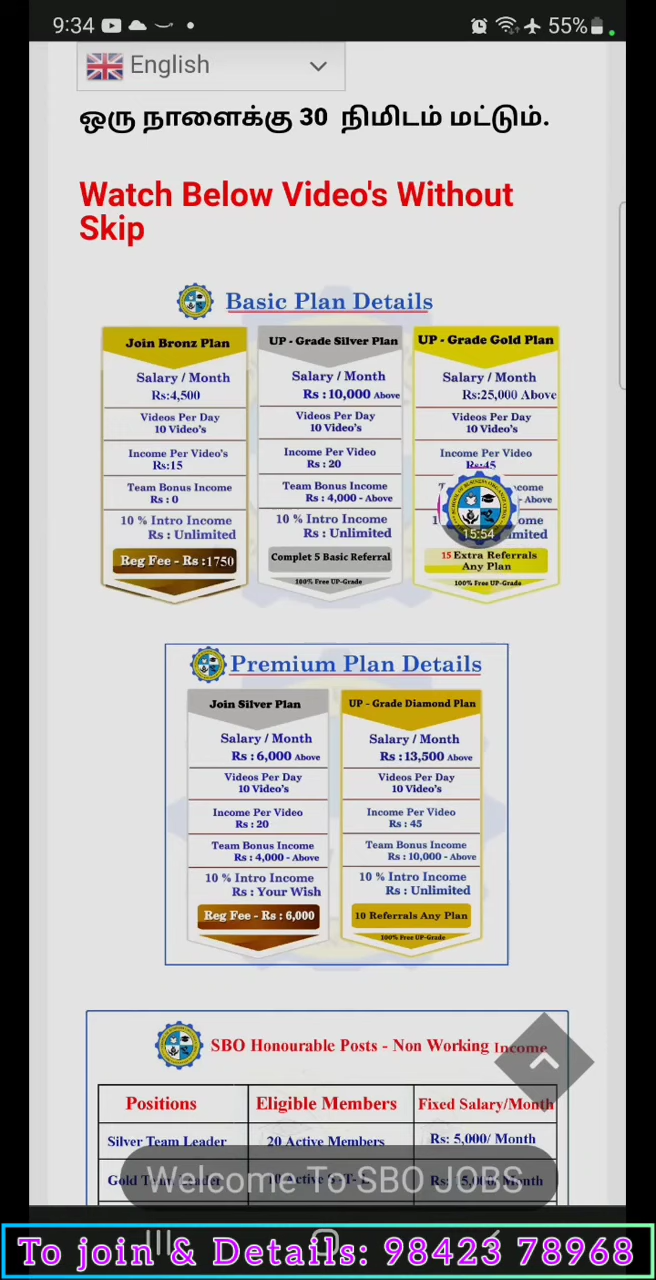 9:34
55%
English
ஒரு நாளைக்கு 30 நிமிடம் மட்டும்.
Watch Below Video's Without
Skip
Basic Plan Details
Join Bronz Plan
Salary / Month
Rs:4,500
Videos Per Day
10 Video's
Income Per Video's
Rs:15
Team Bonus Income
Rs : 0
10 % Intro Income
Rs : Unlimited
Reg Fee - Rs :1750
UP - Grade Silver Plan
Salary / Month
Rs : 10,000 Above
Videos Per Day
10 Video's
Income Per Video
Rs : 20
Team Bonus Income
Rs : 4,000 - Above
10 % Intro Income
Rs : Unlimited
Complet 5 Basic Referral
100% Free UP-Grade
UP - Grade Gold Plan
Salary / Month
Rs:25,000 Above
Videos Per Day
10 Video's
Income Per Video
Rs:45
- Above
15:54
15 Extra Referrals
Any Plan
100% Free UP-Grade
Premium Plan Details
Join Silver Plan
Salary / Month
Rs : 6,000 Above
Videos Per Day
10 Video's
Income Per Video
Rs : 20
Team Bonus Income
Rs : 4,000 - Above
10 % Intro Income
Rs : Your Wish
Reg Fee - Rs : 6,000
UP - Grade Diamond Plan
Salary / Month
Rs : 13,500 Above
Videos Per Day
10 Video's
Income Per Video
Rs : 45
Team Bonus Income
Rs : 10,000 - Above
10 % Intro Income
Rs : Unlimited
10 Referrals Any Plan
100% Free UP-Grade
SBO Honourable Posts - Non Working Income
Positions Eligible Members Fixed Salary/Month
Silver Team Leader 20 Active Members Rs: 5,000/ Month
Gold Team Leader
Welcome To SBO JOBS
To join & Details: 98423 78968